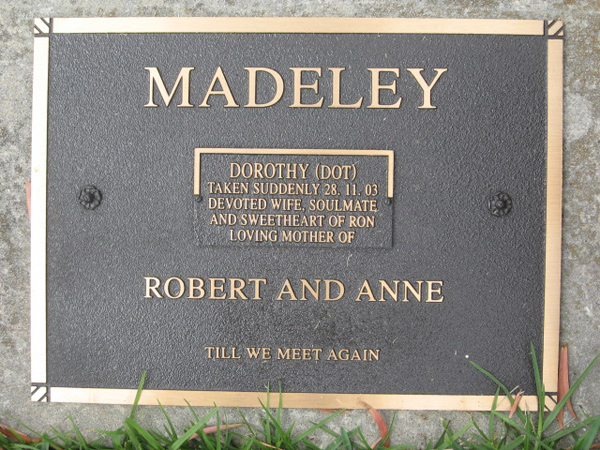 MADELEY
DOROTHY (DOT)
TAKEN SUDDENLY 28. 11. 03
DEVOTED WIFE, SOULMATE
AND SWEETHEART OF RON
LOVING MOTHER OF
ROBERT AND ANNE
TILL WE MEET AGAIN